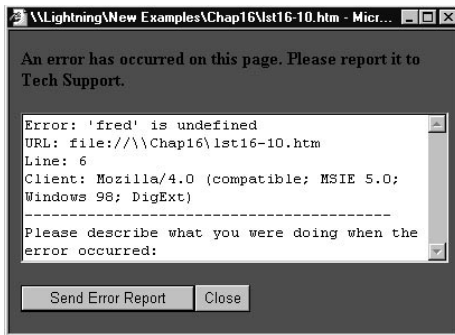 \\Lightning\New Examples\Chap16\lst16-10.htm - Micr...
An error has occurred on this page. Please report it to
Tech Support.
Error: 'fred' is undefined
URL: file://\\Chap16\lst16-10.htm
Line: 6
Client: Mozilla/4.0 (compatible; MSIE 5.0;
Windows 98; DigExt)
-----------------------------------------
Please describe what you were doing when the
error occurred:
Send Error Report Close